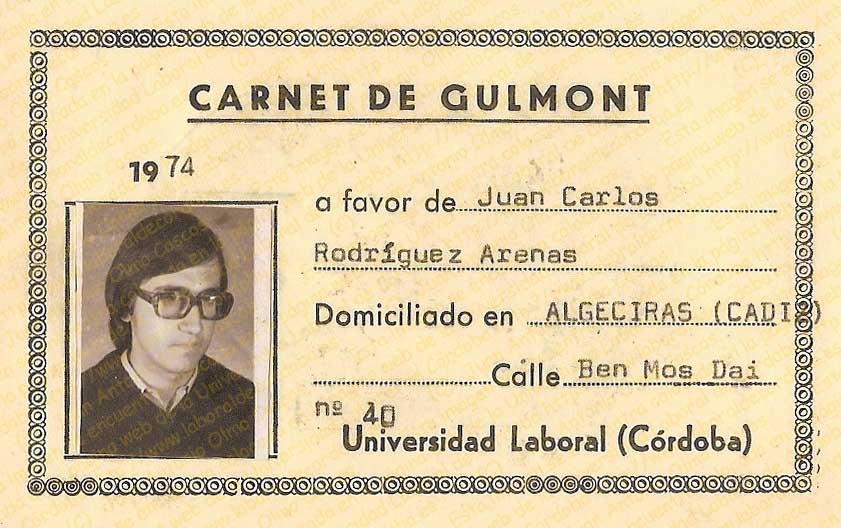 CARNET DE GULMONT
1974
a favor de Juan Carlos
Rodríguez Arenas
Domiciliado en ALGECIRAS (CADIZ)
Calle Ben Mos Dai
nº 40
Universidad Laboral (Córdoba)